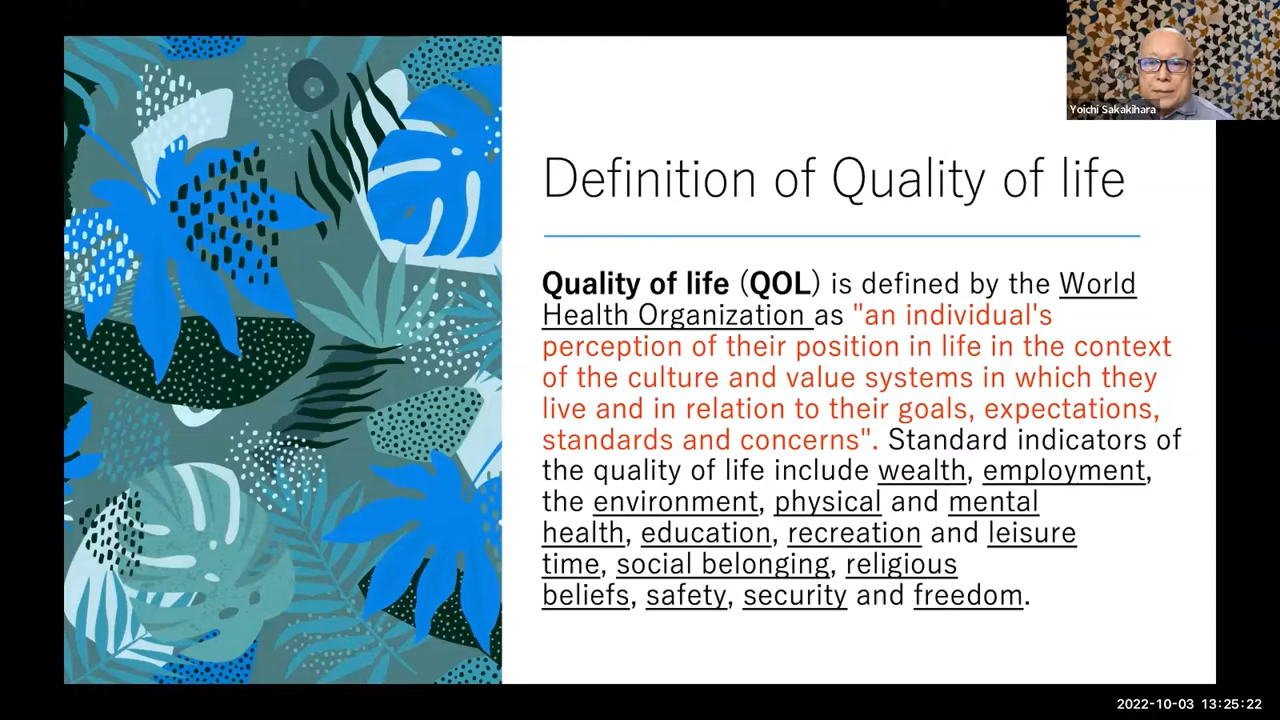 Yoichi Sakakihara
Definition of Quality of life
Quality of life (QOL) is defined by the World
Health Organization as "an individual's
perception of their position in life in the context
of the culture and value systems in which they
live and in relation to their goals, expectations,
standards and concerns". Standard indicators of
the quality of life include wealth, employment,
the environment, physical and mental
health, education, recreation and leisure
time, social belonging, religious
beliefs, safety, security and freedom.
2022-10-03 13:25:22